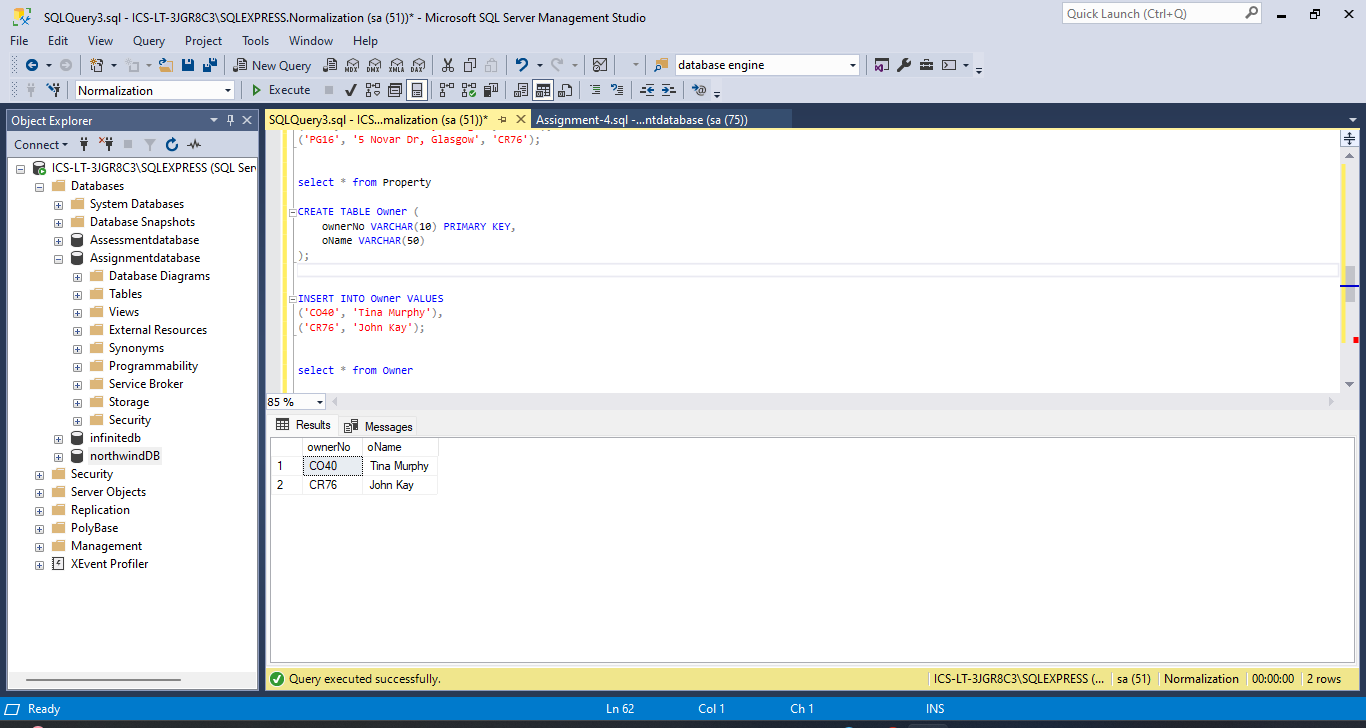 SQLQuery3.sql - ICS-LT-3JGR8C3\SQLEXPRESS.Normalization (sa (51))* - Microsoft SQL Server Management Studio
Quick Launch (Ctrl+Q)
File Edit View Query Project Tools Window Help
New Query
MDX DMX XMLA DAX
database engine
Normalization
Execute
Object Explorer
Connect
ICS-LT-3JGR8C3\SQLEXPRESS (SQL Ser
Databases
System Databases
Database Snapshots
Assessmentdatabase
Assignmentdatabase
Database Diagrams
Tables
Views
External Resources
Synonyms
Programmability
Service Broker
Storage
Security
infinitedb
northwindDB
Security
Server Objects
Replication
PolyBase
Management
XEvent Profiler
SQLQuery3.sql - ICS...malization (sa (51))*
Assignment-4.sql -...ntdatabase (sa (75))
('PG16', '5 Novar Dr, Glasgow', 'CR76');
select * from Property
CREATE TABLE Owner (
ownerNo VARCHAR(10) PRIMARY KEY,
oName VARCHAR(50)
);
INSERT INTO Owner VALUES
('CO40', 'Tina Murphy'),
('CR76', 'John Kay');
select * from Owner
85 %
Results Messages
ownerNo oName
1 CO40 Tina Murphy
2 CR76 John Kay
Query executed successfully.
ICS-LT-3JGR8C3\SQLEXPRESS (... sa (51) Normalization 00:00:00 2 rows
Ready Ln 62 Col 1 Ch 1 INS